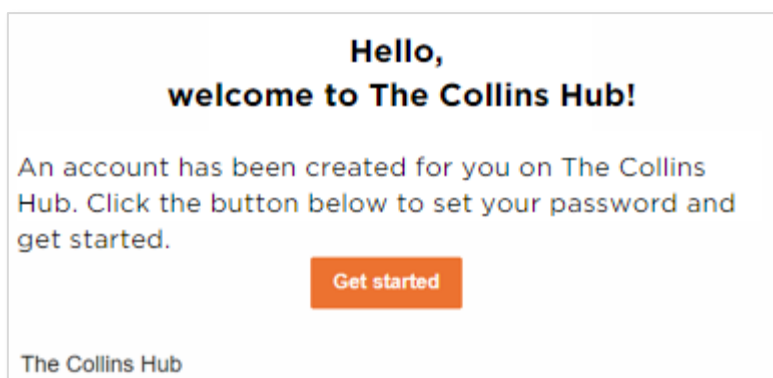 Hello,
welcome to The Collins Hub!
An account has been created for you on The Collins
Hub. Click the button below to set your password and
get started.
Get started
The Collins Hub